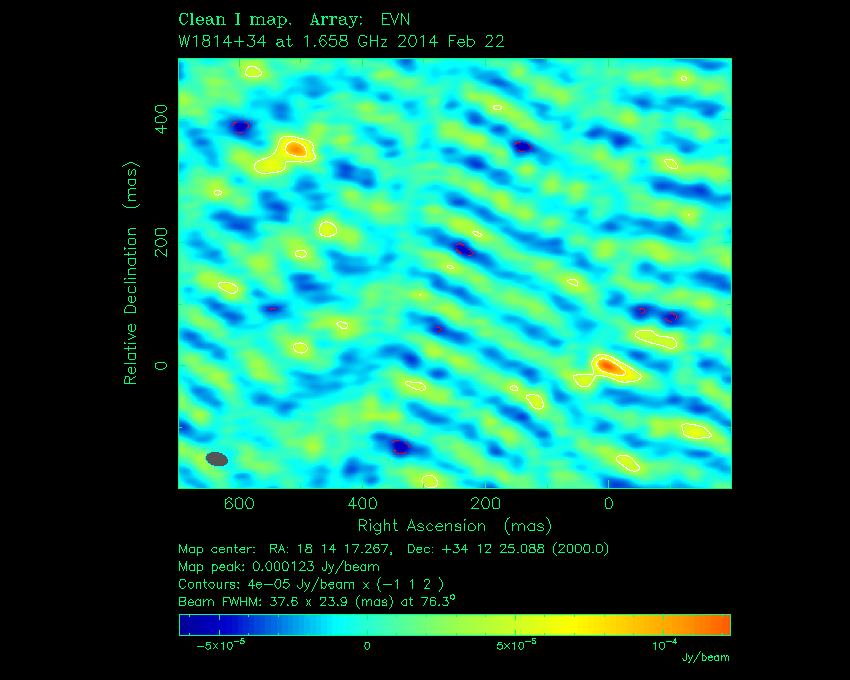 Clean I map. Array: EVN
W1814+34 at 1.658 GHz 2014 Feb 22
400
200
0
Relative Declination (mas)
600 400 200 0
Right Ascension (mas)
Map center: RA: 18 14 17.267, Dec: +34 12 25.088 (2000.0)
Map peak: 0.000123 Jy/beam
Contours: 4e−05 Jy/beam x (−1 1 2 )
Beam FWHM: 37.6 x 23.9 (mas) at 76.3°
−5×10⁻⁵ 0 5×10⁻⁵ 10⁻⁴
Jy/beam